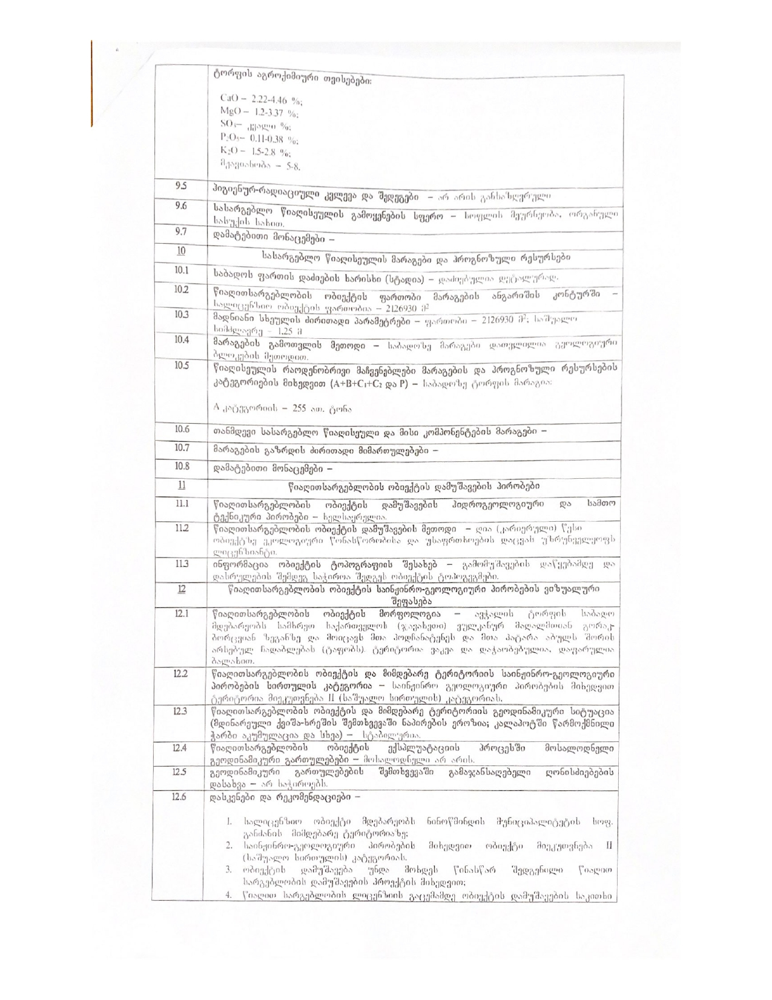 ტორფის აგროქიმიური თვისებები:
CaO – 2.22-4.46 %;
MgO – 1.2-3.37 %;
SO₃– კვალი %;
P₂O₅– 0.11-0.38 %;
K₂O – 1.5-2.8 %;
მჟავიანობა – 5-8.
9.5 ჰიგიენურ-რადიაციული კვლევა და შედეგები – არ არის განსაზღვრული
9.6 სასარგებლო წიაღისეულის გამოყენების სფერო – სოფლის მეურნეობა, ორგანული
სასუქის სახით.
9.7 დამატებითი მონაცემები –
10 სასარგებლო წიაღისეულის მარაგები და პროგნოზული რესურსები
10.1 საბადოს ფართის დაძიების ხარისხი (სტადია) – დაძიებულია დეტალურად.
10.2 წიაღითსარგებლობის ობიექტის ფართობი მარაგების ანგარიშის კონტურში –
სალიცენზიო ობიექტის ფართობია – 2126930 მ²
10.3 მადნიანი სხეულის ძირითადი პარამეტრები – ფართობი – 2126930 მ²; საშუალო
სიმძლავრე – 1.25 მ
10.4 მარაგების გამოთვლის მეთოდი – საბადოზე მარაგები დათვლილია გეოლოგიური
ბლოკების მეთოდით.
10.5 წიაღისეულის რაოდენობრივი მაჩვენებლები მარაგების და პროგნოზული რესურსების
კატეგორიების მიხედვით (A+B+C₁+C₂ და P) – საბადოზე ტორფის მარაგია:
A კატეგორიის – 255 ათ. ტონა
10.6 თანმდევი სასარგებლო წიაღისეული და მისი კომპონენტების მარაგები –
10.7 მარაგების გაზრდის ძირითადი მიმართულებები –
10.8 დამატებითი მონაცემები –
11 წიაღითსარგებლობის ობიექტის დამუშავების პირობები
11.1 წიაღითსარგებლობის ობიექტის დამუშავების ჰიდროგეოლოგიური და სამთო
ტექნიკური პირობები – ხელსაყრელია.
11.2 წიაღითსარგებლობის ობიექტის დამუშავების მეთოდი – ღია (კარიერული) წესი
ობიექტზე ეკოლოგიური წონასწორობისა და უსაფრთხოების დაცვას უზრუნველყოფს
ლიცენზიანტი.
11.3 ინფორმაცია ობიექტის ტოპოგრაფიის შესახებ – გამომუშავების დაწყებამდე და
დასრულების შემდეგ საჭიროა შედგეს ობიექტის ტოპოგეგმები.
12 წიაღითსარგებლობის ობიექტის საინჟინრო-გეოლოგიური პირობების ვიზუალური
შეფასება
12.1 წიაღითსარგებლობის ობიექტის მორფოლოგია – ავჭალის ტორფის საბადო
მდებარეობს სამხრეთ საქართველოს (ჯავახეთი) ვულკანურ მაღალმთიან გორაკ-
ბორცვიან ზეგანზე და მოიცავს მთა პოდჩანატენეს და მთა პატარა აბულს შორის
არსებულ ჩადაბლებას (ტაფობს). ტერიტორია ვაკეა და დაჭაობებულია, დაფარულია
ბალახით.
12.2 წიაღითსარგებლობის ობიექტის და მიმდებარე ტერიტორიის საინჟინრო-გეოლოგიური
პირობების სირთულის კატეგორია – საინჟინრო გეოლოგიური პირობების მიხედვით
ტერიტორია მიეკუთვნება II (საშუალო სირთულის) კატეგორიას.
12.3 წიაღითსარგებლობის ობიექტის და მიმდებარე ტერიტორიის გეოდინამიკური სიტუაცია
(მდინარეული ქვიშა-ხრეშის შემთხვევაში ნაპირების ეროზია; კალაპოტში წარმოქმნილი
ჭარბი აკუმულაცია და სხვა) – სტაბილურია.
12.4 წიაღითსარგებლობის ობიექტის ექსპლუატაციის პროცესში მოსალოდნელი
გეოდინამიკური გართულებები – მოსალოდნელი არ არის.
12.5 გეოდინამიკური გართულებების შემთხვევაში გამაჯანსაღებელი ღონისძიებების
დასახვა – არ საჭიროებს.
12.6 დასკვნები და რეკომენდაციები –
1. სალიცენზიო ობიექტი მდებარეობს ნინოწმინდის მუნიციპალიტეტის სოფ.
განძანის მიმდებარე ტერიტორიაზე;
2. საინჟინრო-გეოლოგიური პირობების მიხედვით ობიექტი მიეკუთვნება II
(საშუალო სირთულის) კატეგორიას.
3. ობიექტის დამუშავება უნდა მოხდეს წინასწარ შედგენილი წიაღით
სარგებლობის დამუშავების პროექტის მიხედვით;
4. წიაღით სარგებლობის ლიცენზიის გაცემამდე ობიექტის დამუშავების საკითხი